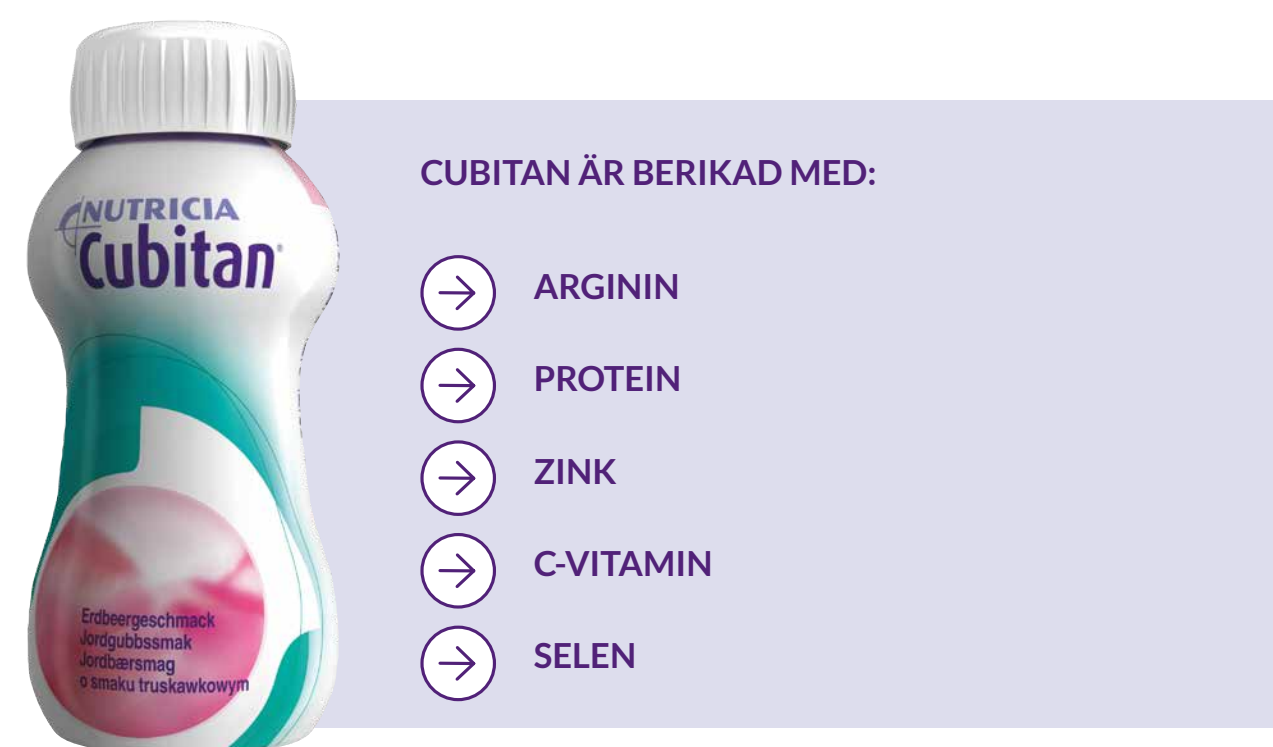 NUTRICIA
Cubitan®
Erdbeergeschmack
Jordgubbssmak
Jordbærsmag
o smaku truskawkowym
CUBITAN ÄR BERIKAD MED:
ARGININ
PROTEIN
ZINK
C-VITAMIN
SELEN